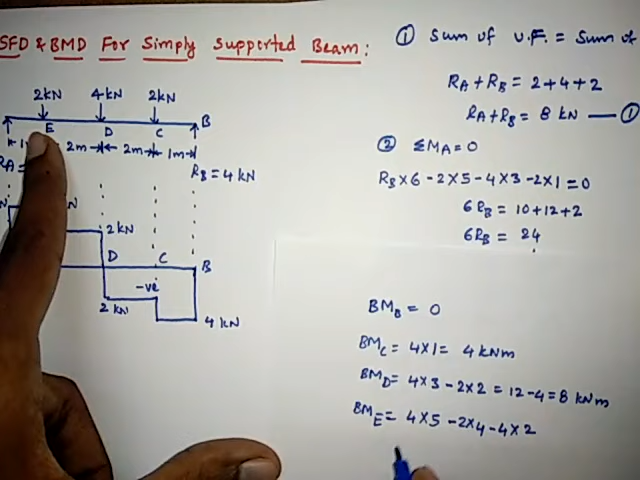 SFD & BMD For Simply Supported Beam:
① Sum of U.F. = Sum of
RA + RB = 2+4+2
RA + RB = 8 kN — ①
② ΣMA = 0
RB×6 - 2×5 - 4×3 - 2×1 = 0
6RB = 10+12+2
6RB = 24
2kN 4kN 2kN
E D C B
2m 2m 1m
RA= RB = 4 kN
2 kN
D C B
-ve
2 kN 4 kN
BMB = 0
BMC = 4×1 = 4 kNm
BMD = 4×3 - 2×2 = 12-4 = 8 kNm
BME = 4×5 - 2×4 - 4×2